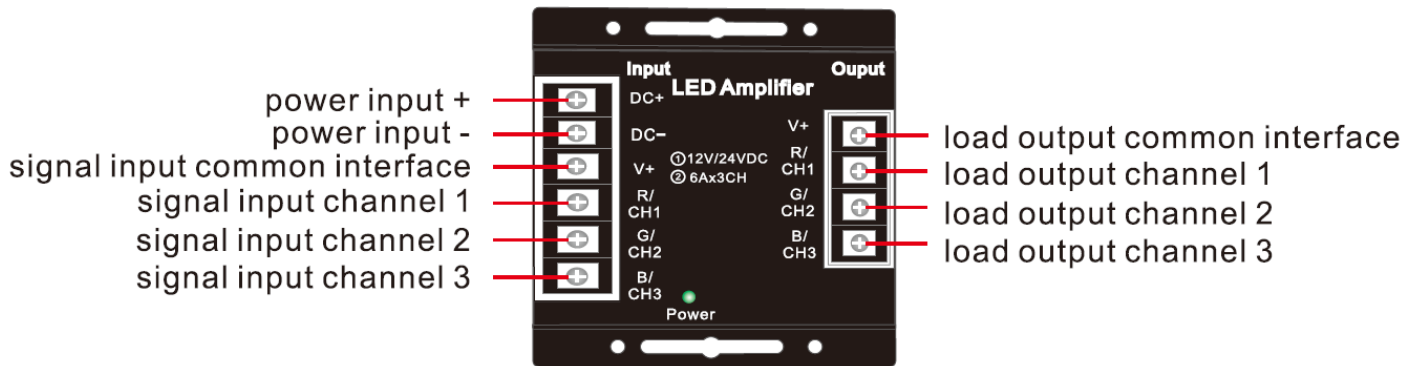 power input +
power input -
signal input common interface
signal input channel 1
signal input channel 2
signal input channel 3
Input
LED Amplifier
Ouput
DC+
DC−
V+
R/
CH1
G/
CH2
B/
CH3
①12V/24VDC
② 6Ax3CH
Power
V+
R/
CH1
G/
CH2
B/
CH3
load output common interface
load output channel 1
load output channel 2
load output channel 3